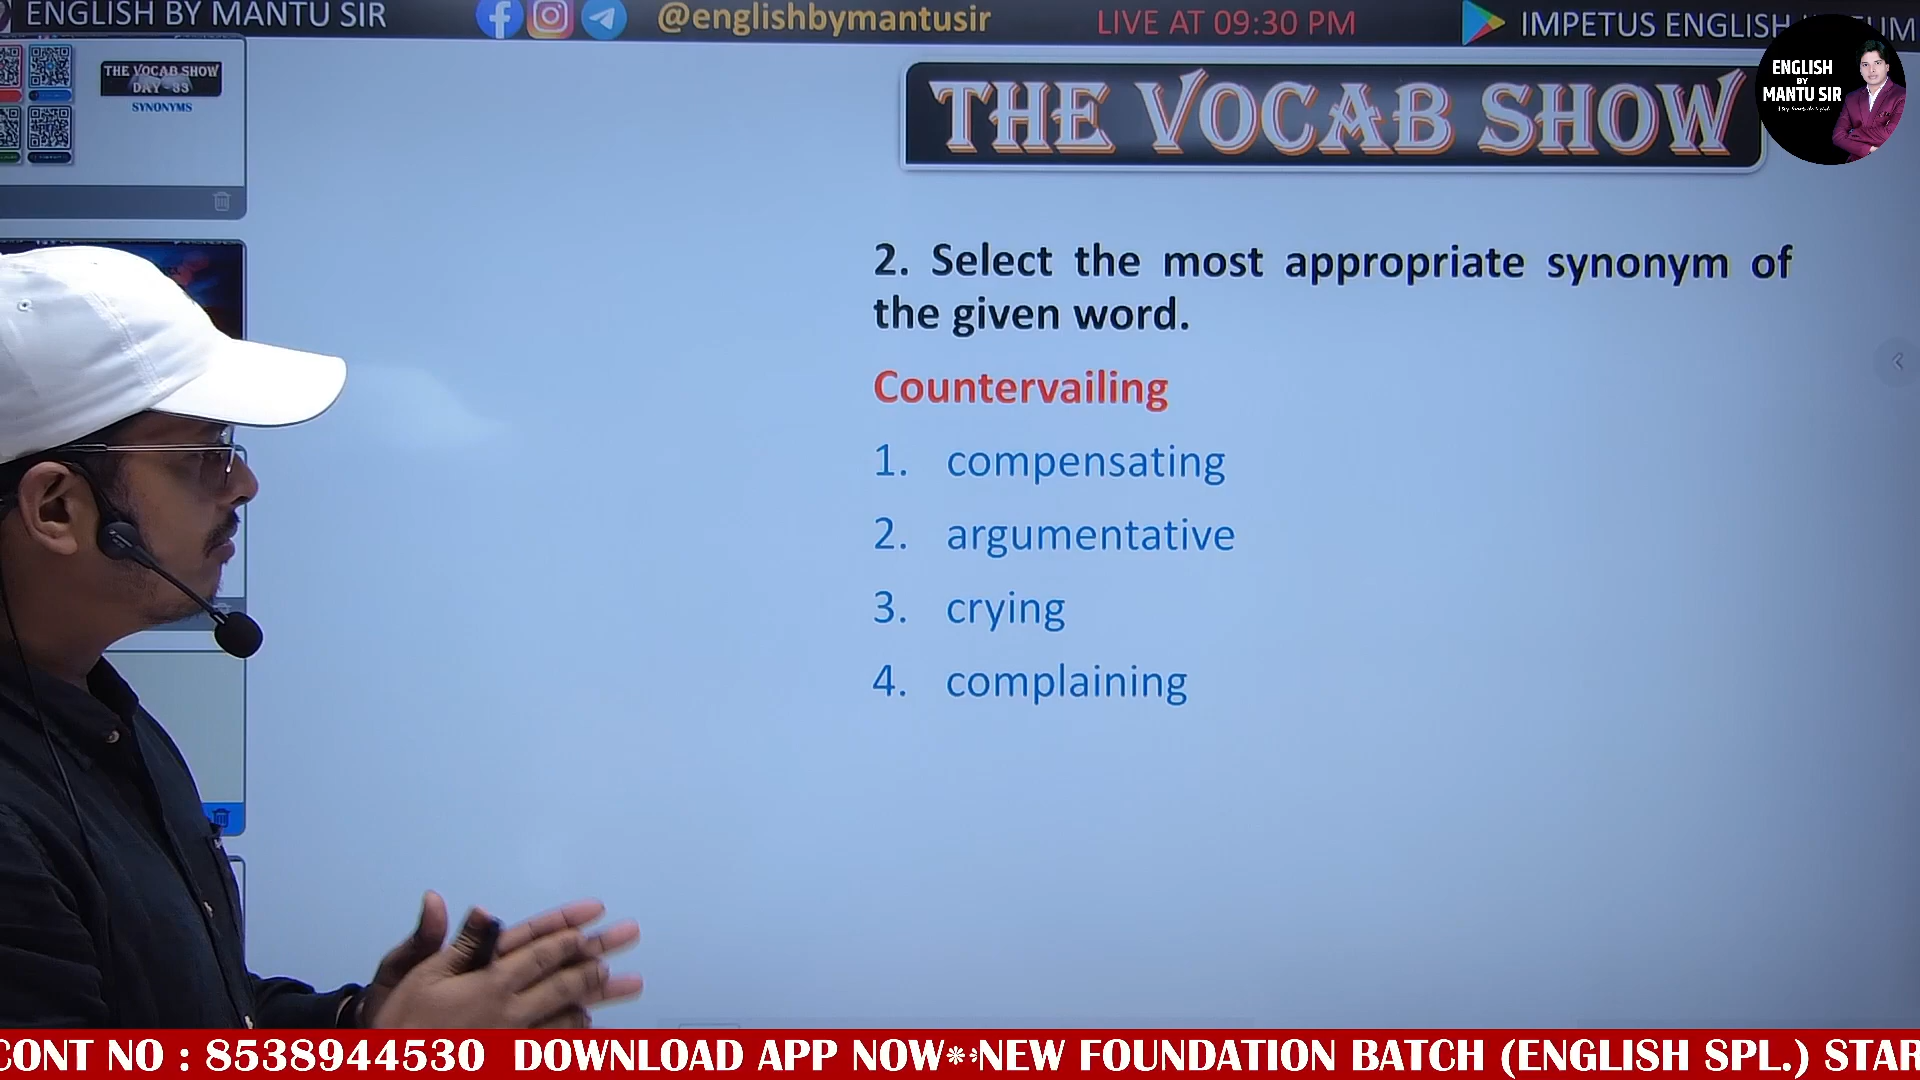 ENGLISH BY MANTU SIR
@englishbymantusir
LIVE AT 09:30 PM
IMPETUS ENGLISH
ENGLISH
BY
MANTU SIR
THE VOCAB SHOW
DAY - 83
SYNONYMS
THE VOCAB SHOW
2. Select the most appropriate synonym of
the given word.
Countervailing
1. compensating
2. argumentative
3. crying
4. complaining
CONT NO : 8538944530 DOWNLOAD APP NOW** NEW FOUNDATION BATCH (ENGLISH SPL.) STAR